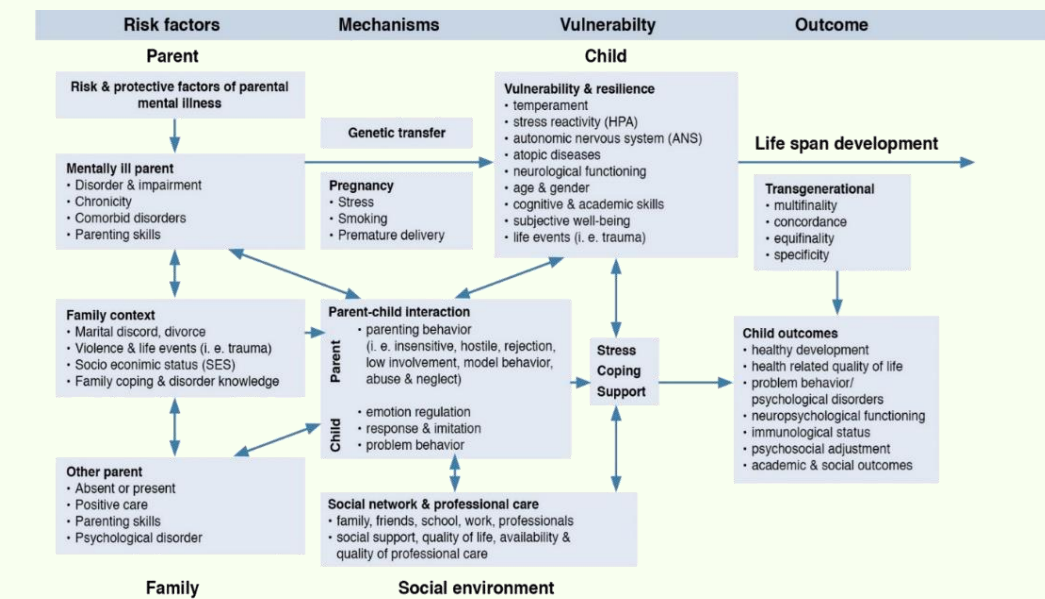 Risk factors
Mechanisms
Vulnerabilty
Outcome
Parent
Child
Risk & protective factors of parental
mental illness
Mentally ill parent
• Disorder & impairment
• Chronicity
• Comorbid disorders
• Parenting skills
Family context
• Marital discord, divorce
• Violence & life events (i. e. trauma)
• Socio econimic status (SES)
• Family coping & disorder knowledge
Other parent
• Absent or present
• Positive care
• Parenting skills
• Psychological disorder
Family
Genetic transfer
Pregnancy
• Stress
• Smoking
• Premature delivery
Parent-child interaction
Parent
• parenting behavior
(i. e. insensitive, hostile, rejection,
low involvement, model behavior,
abuse & neglect)
Child
• emotion regulation
• response & imitation
• problem behavior
Social network & professional care
• family, friends, school, work, professionals
• social support, quality of life, availability &
quality of professional care
Social environment
Vulnerability & resilience
• temperament
• stress reactivity (HPA)
• autonomic nervous system (ANS)
• atopic diseases
• neurological functioning
• age & gender
• cognitive & academic skills
• subjective well-being
• life events (i. e. trauma)
Stress
Coping
Support
Life span development
Transgenerational
• multifinality
• concordance
• equifinality
• specificity
Child outcomes
• healthy development
• health related quality of life
• problem behavior/
psychological disorders
• neuropsychological functioning
• immunological status
• psychosocial adjustment
• academic & social outcomes